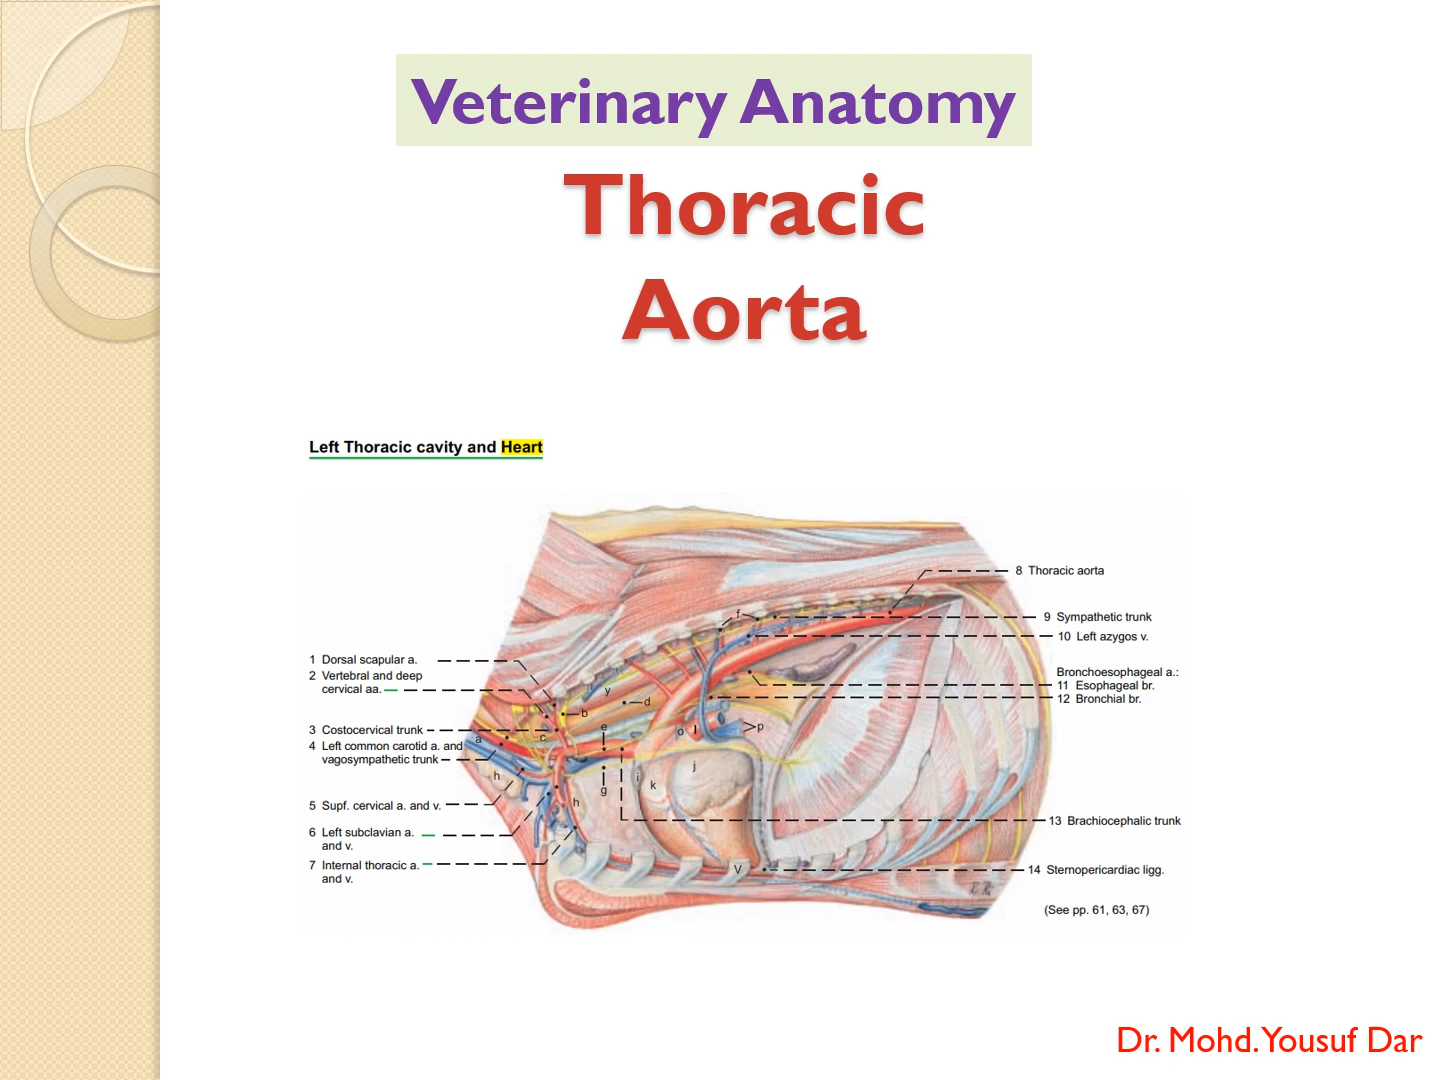 Veterinary Anatomy
Thoracic
Aorta
Left Thoracic cavity and Heart
1 Dorsal scapular a.
2 Vertebral and deep
cervical aa.
3 Costocervical trunk
4 Left common carotid a. and
vagosympathetic trunk
5 Supf. cervical a. and v.
6 Left subclavian a.
and v.
7 Internal thoracic a.
and v.
8 Thoracic aorta
9 Sympathetic trunk
10 Left azygos v.
Bronchoesophageal a.:
11 Esophageal br.
12 Bronchial br.
13 Brachiocephalic trunk
14 Sternopericardiac ligg.
(See pp. 61, 63, 67)
f
y
d
b
e
c
a
o
l
p
h
i
j
k
g
h
V
Dr. Mohd. Yousuf Dar